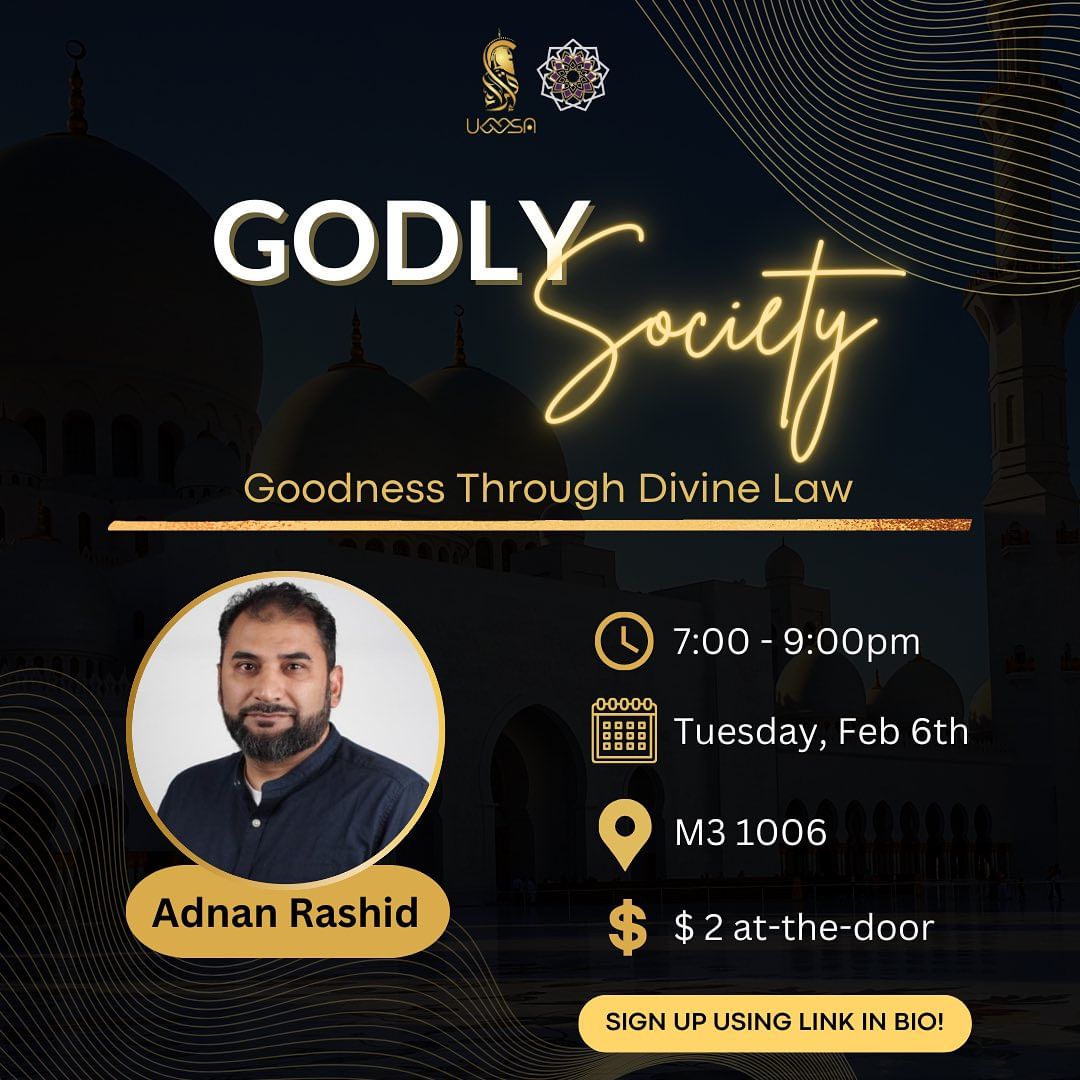 GODLY
Society
Goodness Through Divine Law
7:00 - 9:00pm
Tuesday, Feb 6th
M3 1006
$ 2 at-the-door
Adnan Rashid
SIGN UP USING LINK IN BIO!